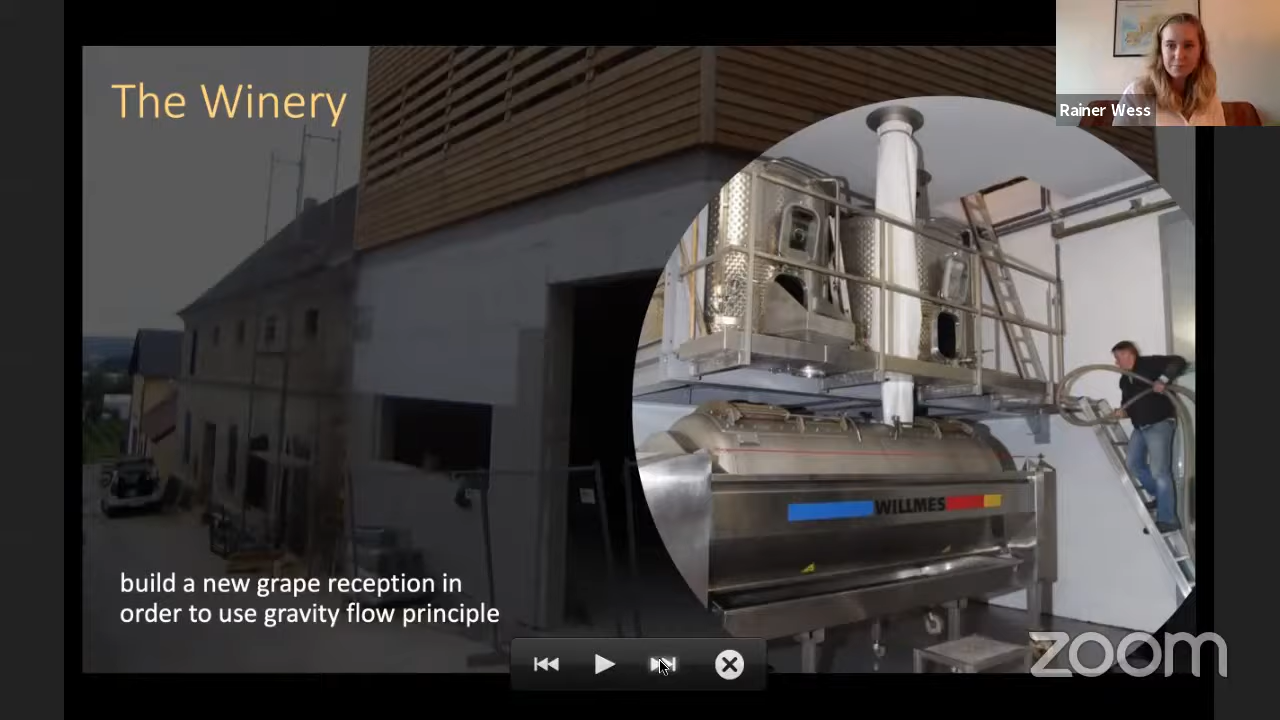 The Winery
Rainer Wess
WILLMES
build a new grape reception in
order to use gravity flow principle
zoom